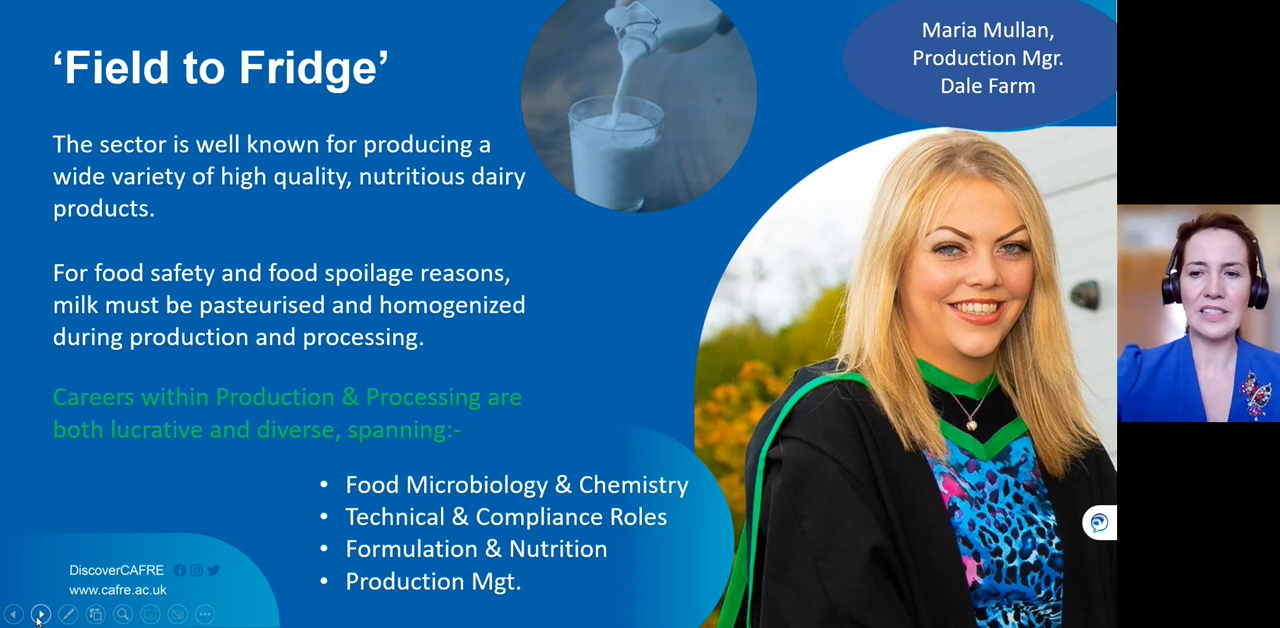 ‘Field to Fridge’
Maria Mullan,
Production Mgr.
Dale Farm
The sector is well known for producing a
wide variety of high quality, nutritious dairy
products.
For food safety and food spoilage reasons,
milk must be pasteurised and homogenized
during production and processing.
Careers within Production & Processing are
both lucrative and diverse, spanning:-
• Food Microbiology & Chemistry
• Technical & Compliance Roles
• Formulation & Nutrition
• Production Mgt.
DiscoverCAFRE
www.cafre.ac.uk